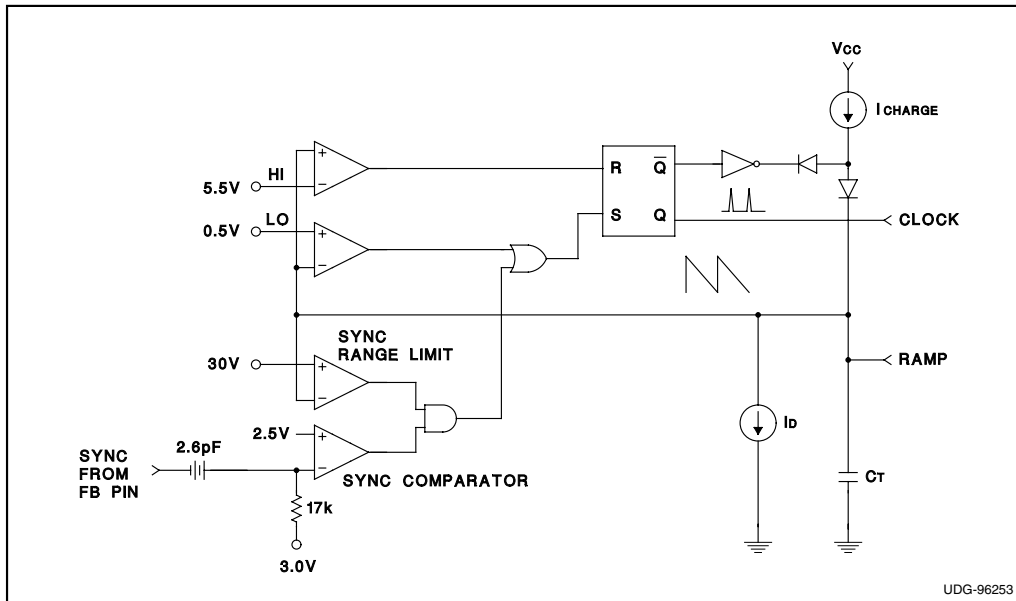 VCC
ICHARGE
+
−
HI
5.5V
R
Q
LO
0.5V
+
−
S
Q
CLOCK
SYNC
RANGE LIMIT
30V
+
−
RAMP
2.5V
+
−
ID
2.6pF
SYNC
FROM
FB PIN
SYNC COMPARATOR
CT
17k
3.0V
UDG-96253